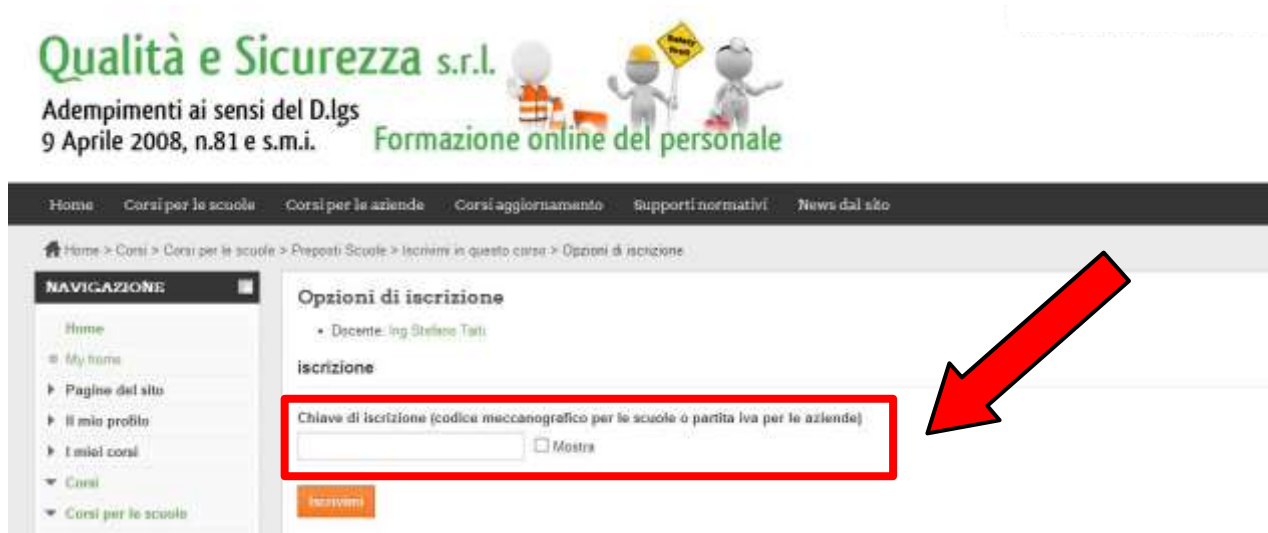 Qualità e Sicurezza s.r.l.
Safety first!
Adempimenti ai sensi del D.lgs
9 Aprile 2008, n.81 e s.m.i.
Formazione online del personale
Home Corsi per le scuole Corsi per le aziende Corsi aggiornamento Supporti normativi News dal sito
Home > Corsi > Corsi per le scuole > Preposti Scuole > Iscrivimi in questo corso > Opzioni di iscrizione
NAVIGAZIONE
Home
My home
Pagine del sito
Il mio profilo
I miei corsi
Corsi
Corsi per le scuole
Opzioni di iscrizione
Docente: Ing Stefano Tatti
iscrizione
Chiave di iscrizione (codice meccanografico per le scuole o partita iva per le aziende)
Mostra
Iscrivimi